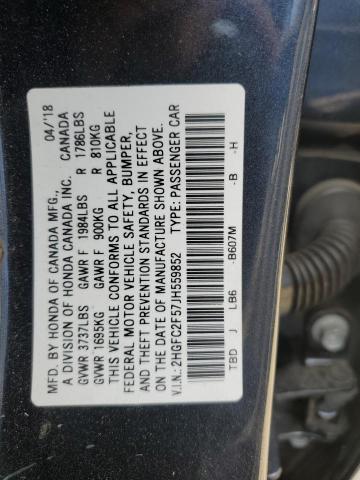 MFD. BY HONDA OF CANADA MFG., 04/'18
A DIVISION OF HONDA CANADA INC. CANADA
GVWR 3737LBS GAWR F 1984LBS R 1786LBS
GVWR 1695KG GAWR F 900KG R 810KG
THIS VEHICLE CONFORMS TO ALL APPLICABLE
FEDERAL MOTOR VEHICLE SAFETY, BUMPER,
AND THEFT PREVENTION STANDARDS IN EFFECT
ON THE DATE OF MANUFACTURE SHOWN ABOVE.
V.I.N.: 2HGFC2F57JH559852 TYPE: PASSENGER CAR
TBD J LB6 -B607M -B -H